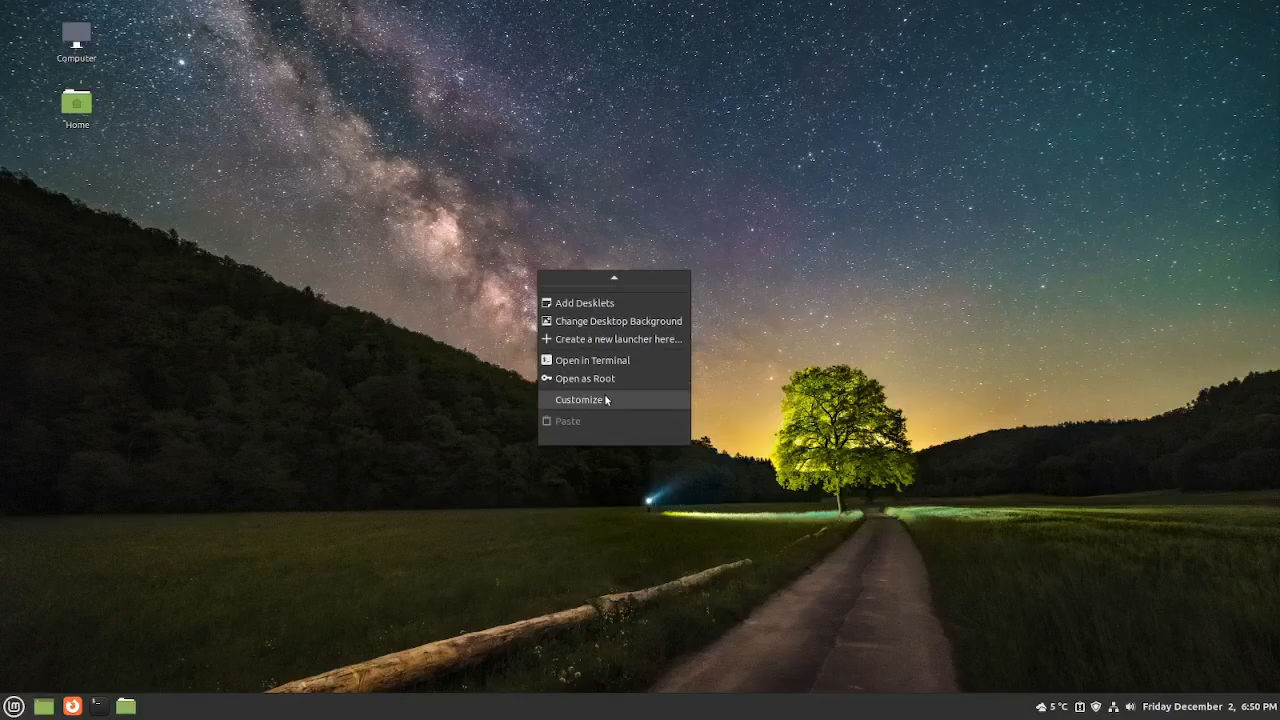 Computer
Home
Add Desklets
Change Desktop Background
Create a new launcher here...
Open in Terminal
Open as Root
Customize
Paste
5 °C
Friday December 2, 6:50 PM